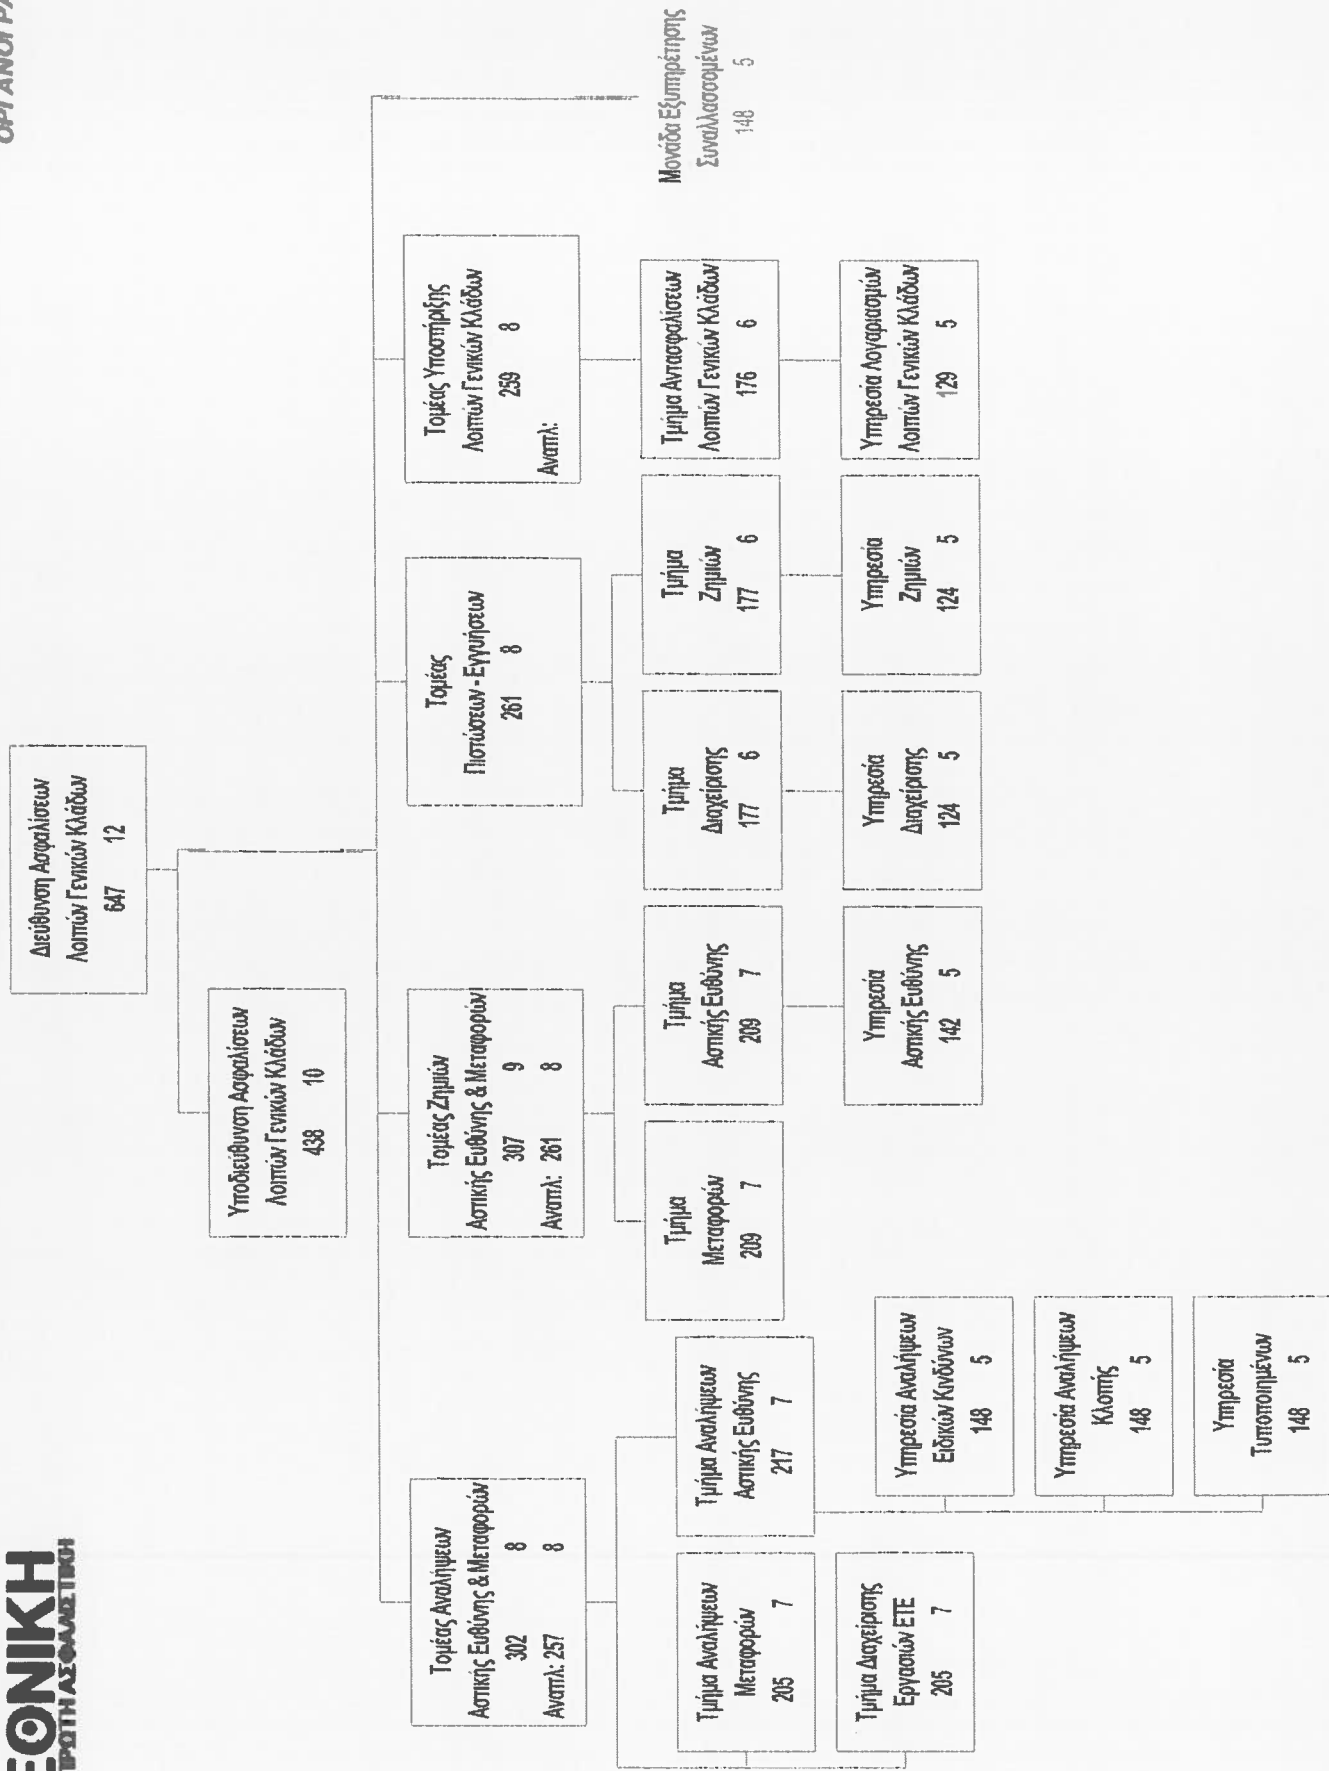 ΕΘΝΙΚΗ
Η ΠΡΩΤΗ ΑΣΦΑΛΙΣΤΙΚΗ
Διεύθυνση Ασφαλίσεων
Λοιπών Γενικών Κλάδων
647 12
Υποδιεύθυνση Ασφαλίσεων
Λοιπών Γενικών Κλάδων
438 10
Τομέας Αναλήψεων
Αστικής Ευθύνης & Μεταφορών
302 8
Αναπλ: 257 8
Τομέας Ζημιών
Αστικής Ευθύνης & Μεταφορών
307 9
Αναπλ: 261 8
Τομέας
Πιστώσεων - Εγγυήσεων
261 8
Τομέας Υποστήριξης
Λοιπών Γενικών Κλάδων
259 8
Αναπλ:
Μονάδα Εξυπηρέτησης
Συναλλασσομένων
148 5
Τμήμα Αναλήψεων
Μεταφορών
205 7
Τμήμα Αναλήψεων
Αστικής Ευθύνης
217 7
Τμήμα
Μεταφορών
209 7
Τμήμα
Αστικής Ευθύνης
209 7
Τμήμα
Διαχείρισης
177 6
Τμήμα
Ζημιών
177 6
Τμήμα Αντασφαλίσεων
Λοιπών Γενικών Κλάδων
176 6
Τμήμα Διαχείρισης
Εργασιών ΕΤΕ
205 7
Υπηρεσία Αναλήψεων
Ειδικών Κινδύνων
148 5
Υπηρεσία Αναλήψεων
Κλοπής
148 5
Υπηρεσία
Τυποποιημένων
148 5
Υπηρεσία
Αστικής Ευθύνης
142 5
Υπηρεσία
Διαχείρισης
124 5
Υπηρεσία
Ζημιών
124 5
Υπηρεσία Λογαριασμών
Λοιπών Γενικών Κλάδων
129 5